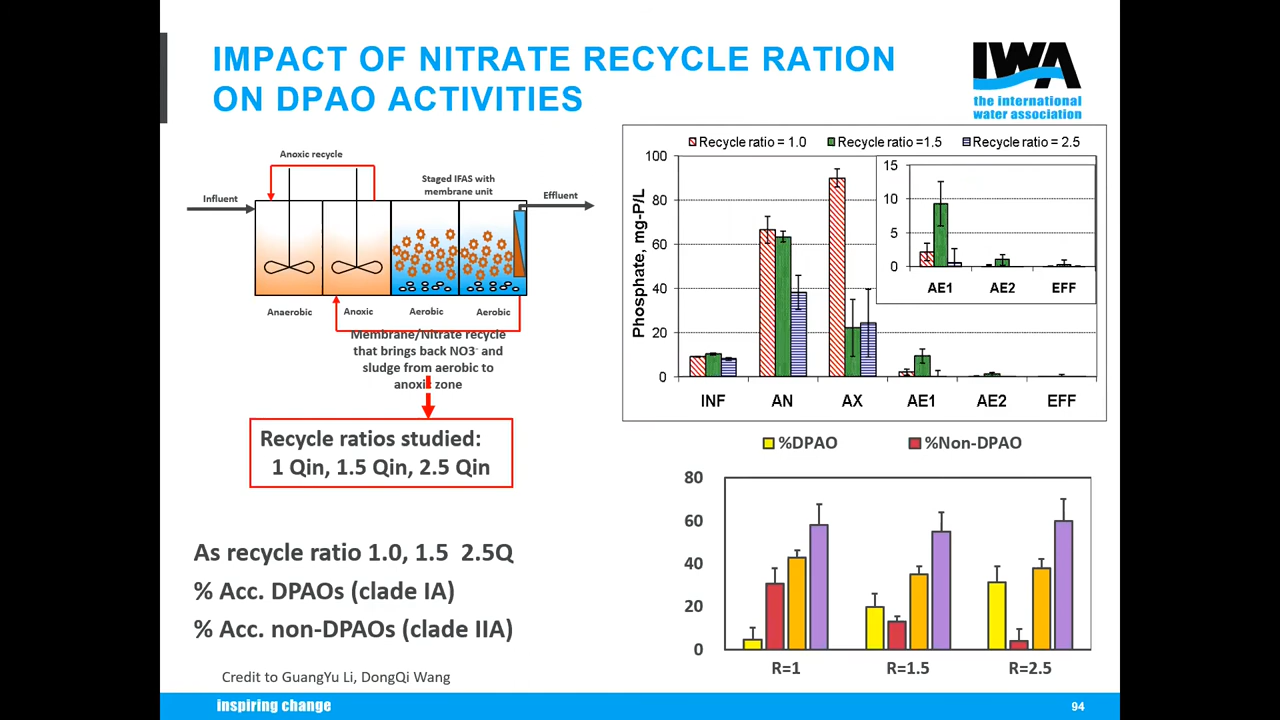 IMPACT OF NITRATE RECYCLE RATION
ON DPAO ACTIVITIES
IWA
the international
water association
Anoxic recycle
Staged IFAS with
membrane unit
Influent
Effluent
Anaerobic
Anoxic
Aerobic
Aerobic
Membrane/Nitrate recycle
that brings back NO3- and
sludge from aerobic to
anoxic zone
Recycle ratios studied:
1 Qin, 1.5 Qin, 2.5 Qin
As recycle ratio 1.0, 1.5 2.5Q
% Acc. DPAOs (clade IA)
% Acc. non-DPAOs (clade IIA)
Credit to GuangYu Li, DongQi Wang
Recycle ratio = 1.0
Recycle ratio =1.5
Recycle ratio = 2.5
Phosphate, mg-P/L
100
80
60
40
20
0
INF
AN
AX
AE1
AE2
EFF
15
10
5
0
AE1
AE2
EFF
%DPAO
%Non-DPAO
80
60
40
20
0
R=1
R=1.5
R=2.5
inspiring change
94